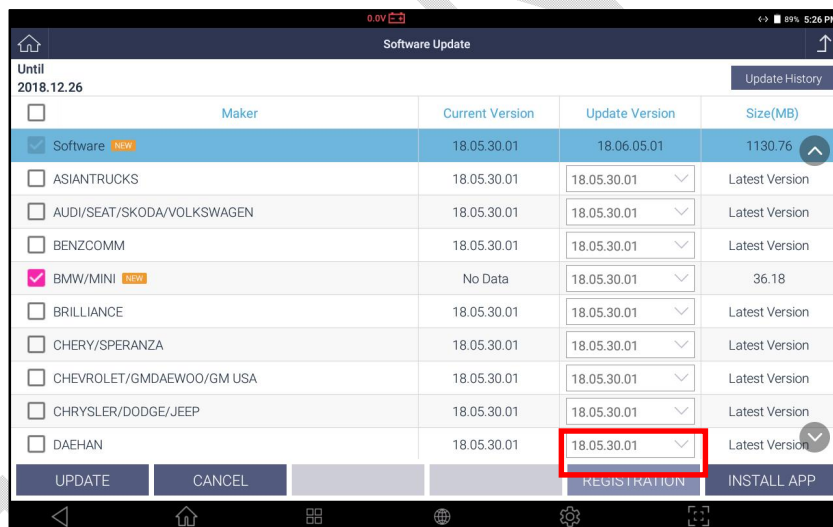 0.0V
89% 5:26 PM
Software Update
Until
2018.12.26
Update History
Maker Current Version Update Version Size(MB)
Software NEW 18.05.30.01 18.06.05.01 1130.76
ASIANTRUCKS 18.05.30.01 18.05.30.01 Latest Version
AUDI/SEAT/SKODA/VOLKSWAGEN 18.05.30.01 18.05.30.01 Latest Version
BENZCOMM 18.05.30.01 18.05.30.01 Latest Version
BMW/MINI NEW No Data 18.05.30.01 36.18
BRILLIANCE 18.05.30.01 18.05.30.01 Latest Version
CHERY/SPERANZA 18.05.30.01 18.05.30.01 Latest Version
CHEVROLET/GMDAEWOO/GM USA 18.05.30.01 18.05.30.01 Latest Version
CHRYSLER/DODGE/JEEP 18.05.30.01 18.05.30.01 Latest Version
DAEHAN 18.05.30.01 18.05.30.01 Latest Version
UPDATE CANCEL REGISTRATION INSTALL APP